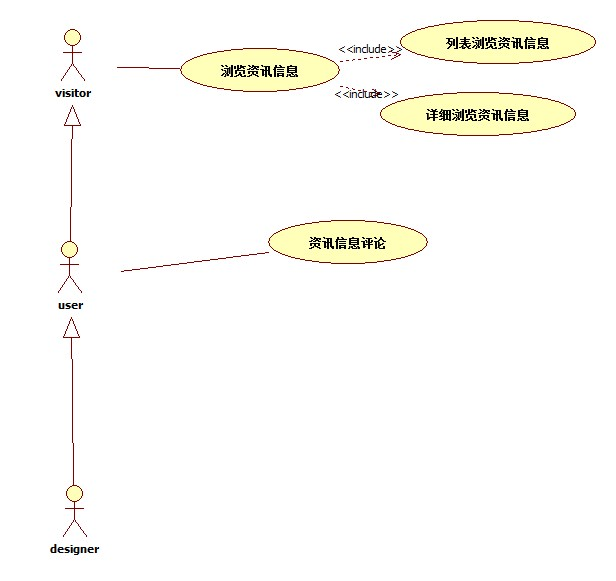 <<include>>
列表浏览资讯信息
浏览资讯信息
visitor
<<include>>
详细浏览资讯信息
资讯信息评论
user
designer